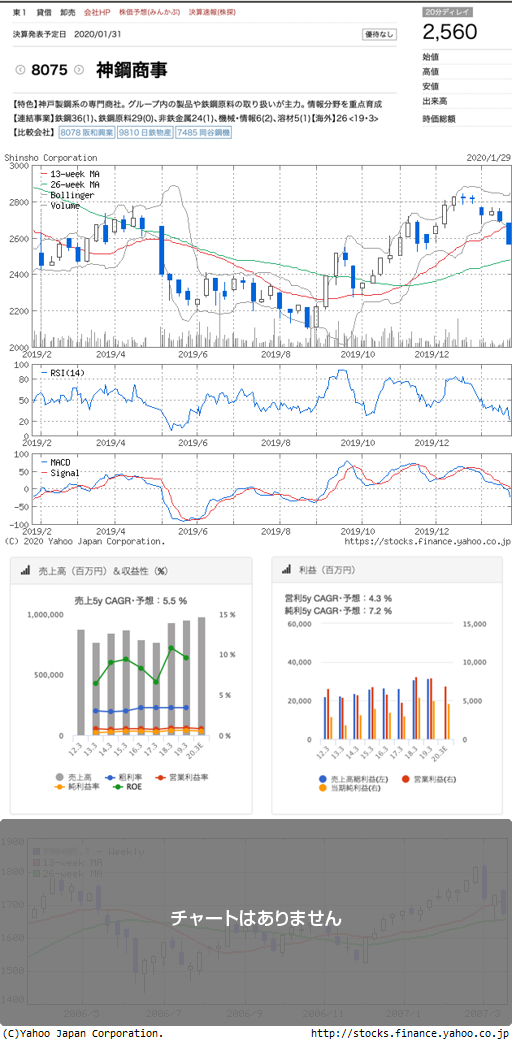 東1 貸借 卸売 会社HP 株価予想(みんかぶ) 決算速報(株探)
20分ディレイ
決算発表予定日 2020/01/31
優待なし
2,560
8075 神鋼商事
始値
高値
安値
出来高
時価総額
【特色】神戸製鋼系の専門商社。グループ内の製品や鉄鋼原料の取り扱いが主力。情報分野を重点育成
【連結事業】鉄鋼36(1)、鉄鋼原料29(0)、非鉄金属24(1)、機械・情報6(2)、溶材5(1)【海外】26 <19・3>
【比較会社】 8078 阪和興業 9810 日鉄物産 7485 岡谷鋼機
Shinsho Corporation 2020/1/29
3000
13-week MA
26-week MA
Bollinger
Volume
2800
2600
2400
2200
2000
2019/2 2019/4 2019/6 2019/8 2019/10 2019/12
100
RSI(14)
80
50
20
0
2019/2 2019/4 2019/6 2019/8 2019/10 2019/12
100
MACD
Signal
50
0
-50
-100
2019/2 2019/4 2019/6 2019/8 2019/10 2019/12
(C) 2020 Yahoo Japan Corporation. https://stocks.finance.yahoo.co.jp/
売上高（百万円）＆収益性（%）
売上5y CAGR・予想：5.5 %
1,000,000
500,000
0
15 %
10 %
5 %
0 %
12.3 13.3 14.3 15.3 16.3 17.3 18.3 19.3 20.3E
売上高 粗利率 営業利益率
純利益率 ROE
利益（百万円）
営利5y CAGR・予想：4.3 %
純利5y CAGR・予想：7.2 %
60,000
40,000
20,000
0
15,000
10,000
5,000
0
12.3 13.3 14.3 15.3 16.3 17.3 18.3 19.3 20.3E
売上高総利益(左) 営業利益(右)
当期純利益(右)
1900
- Weekly
13-week MA
26-week MA
1800
1700
チャートはありません
1600
1500
1400
2006/5 2006/7 2006/9 2006/11 2007/1 2007/3
(C)Yahoo Japan Corporation. http://stocks.finance.yahoo.co.jp/